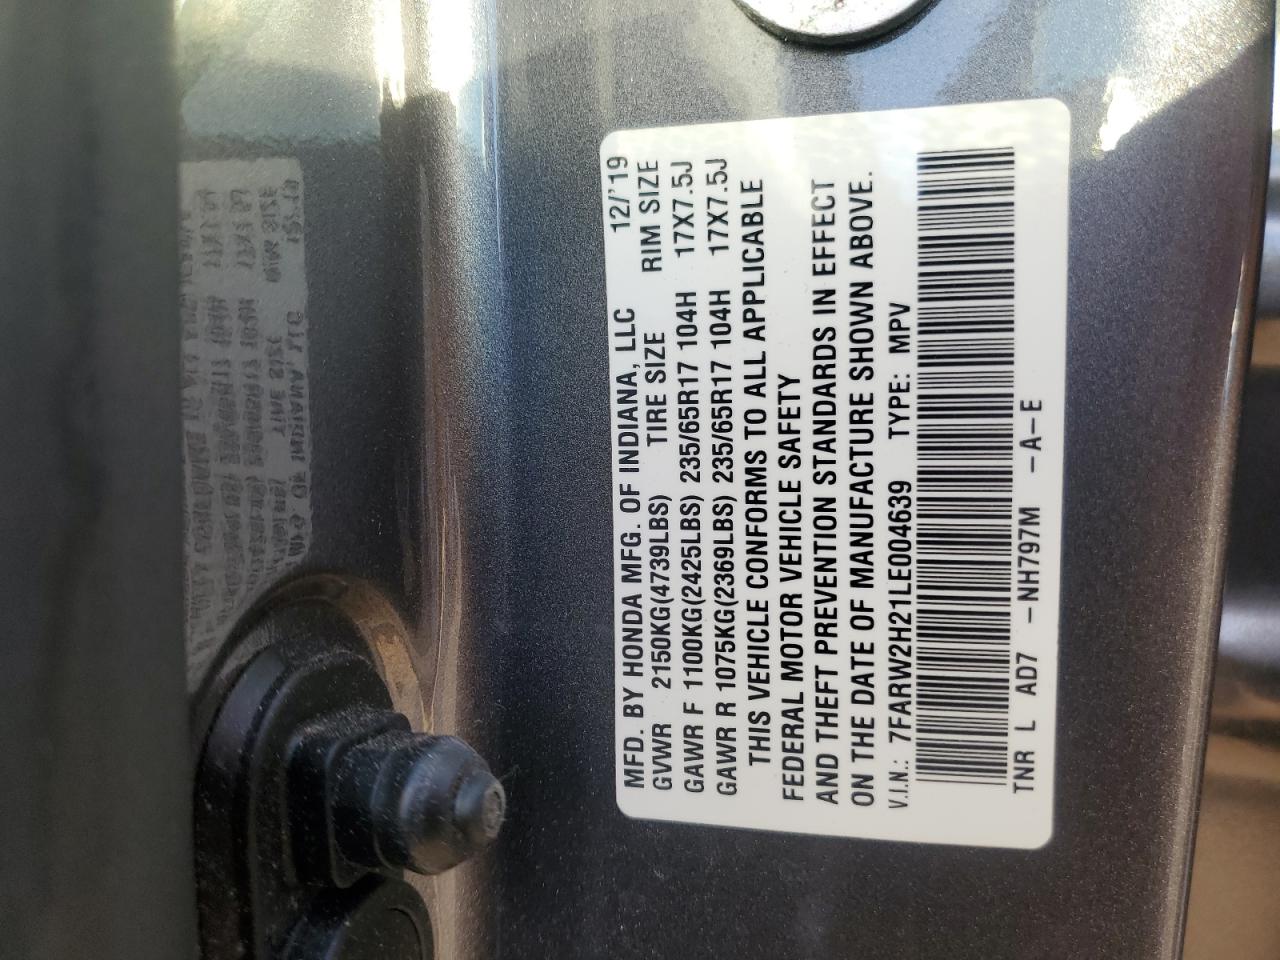 MFD. BY HONDA MFG. OF INDIANA, LLC 12/'19
GVWR 2150KG(4739LBS) TIRE SIZE RIM SIZE
GAWR F 1100KG(2425LBS) 235/65R17 104H 17X7.5J
GAWR R 1075KG(2369LBS) 235/65R17 104H 17X7.5J
THIS VEHICLE CONFORMS TO ALL APPLICABLE
FEDERAL MOTOR VEHICLE SAFETY
AND THEFT PREVENTION STANDARDS IN EFFECT
ON THE DATE OF MANUFACTURE SHOWN ABOVE.
V.I.N.: 7FARW2H21LE004639 TYPE: MPV
TNR L AD7 -NH797M -A-E